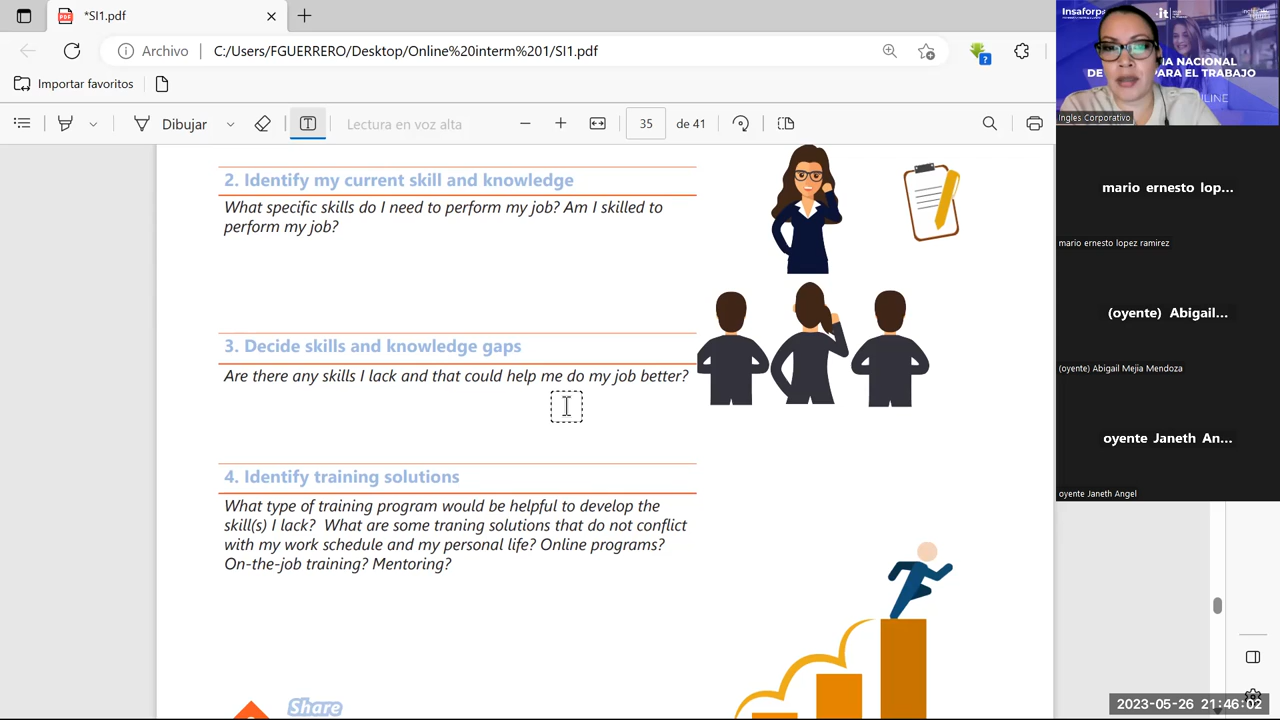 *SI1.pdf
Archivo
C:/Users/FGUERRERO/Desktop/Online%20interm%201/SI1.pdf
Importar favoritos
Dibujar
Lectura en voz alta
35
de 41
2. Identify my current skill and knowledge
What specific skills do I need to perform my job? Am I skilled to
perform my job?
3. Decide skills and knowledge gaps
Are there any skills I lack and that could help me do my job better?
4. Identify training solutions
What type of training program would be helpful to develop the
skill(s) I lack? What are some traning solutions that do not conflict
with my work schedule and my personal life? Online programs?
On-the-job training? Mentoring?
Share
Insaforp
IA NACIONAL
DE
PARA EL TRABAJO
LINE
Ingles Corporativo
mario ernesto lop...
mario ernesto lopez ramirez
(oyente) Abigail...
(oyente) Abigail Mejia Mendoza
oyente Janeth An...
oyente Janeth Angel
2023-05-26 21:46:02